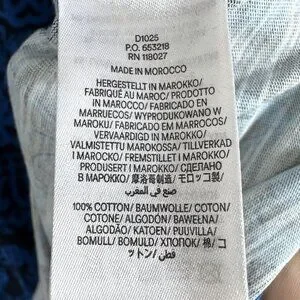 D1025
P.O. 653218
RN 118027
MADE IN MOROCCO
HERGESTELLT IN MAROKKO/
FABRIQUÉ AU MAROC/ PRODOTTO
IN MAROCCO/ FABRICADO EN
MARRUECOS/ WYPRODUKOWANO W
MAROKU/ FABRICADO EM MARROCOS/
VERVAARDIGD IN MAROKKO/
VALMISTETTU MAROKOSSA/ TILLVERKAD
I MAROCKO/ FREMSTILLET I MAROKKO/
PRODUSERT I MAROKKO/ СДЕЛАНО
В МАРОККО/ 摩洛哥制造/ モロッコ製/
صنع في المغرب
100% COTTON/ BAUMWOLLE/ COTON/
COTONE/ ALGODÓN/ BAWEŁNA/
ALGODÃO/ KATOEN/ PUUVILLA/
BOMULL/ BOMULD/ ХЛОПОК/ 棉/ コ
ットン/ قطن